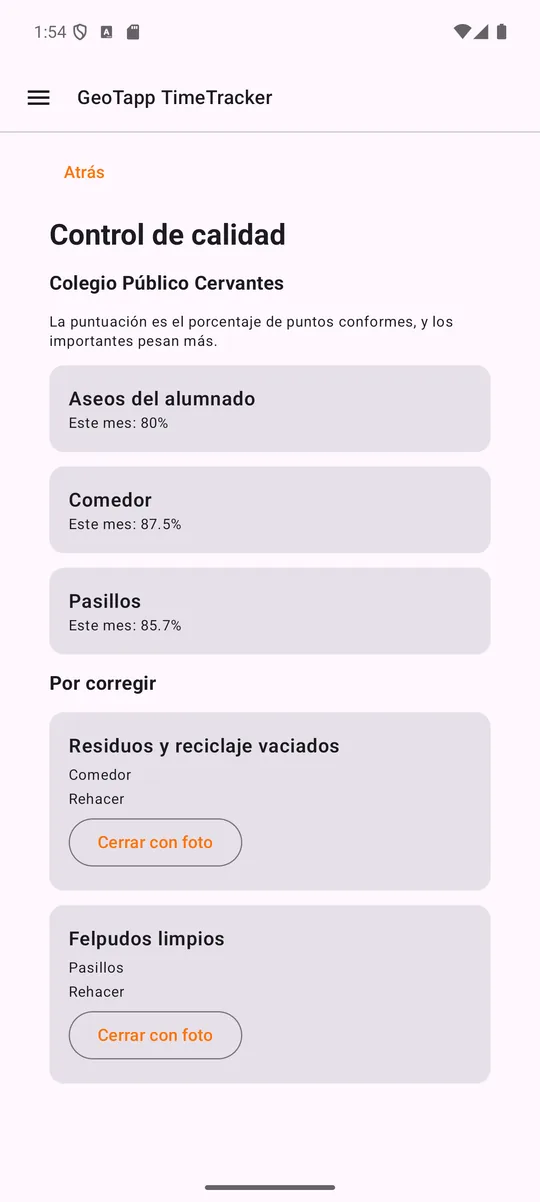 1:54
GeoTapp TimeTracker
Atrás
Control de calidad
Colegio Público Cervantes
La puntuación es el porcentaje de puntos conformes, y los
importantes pesan más.
Aseos del alumnado
Este mes: 80%
Comedor
Este mes: 87.5%
Pasillos
Este mes: 85.7%
Por corregir
Residuos y reciclaje vaciados
Comedor
Rehacer
Cerrar con foto
Felpudos limpios
Pasillos
Rehacer
Cerrar con foto